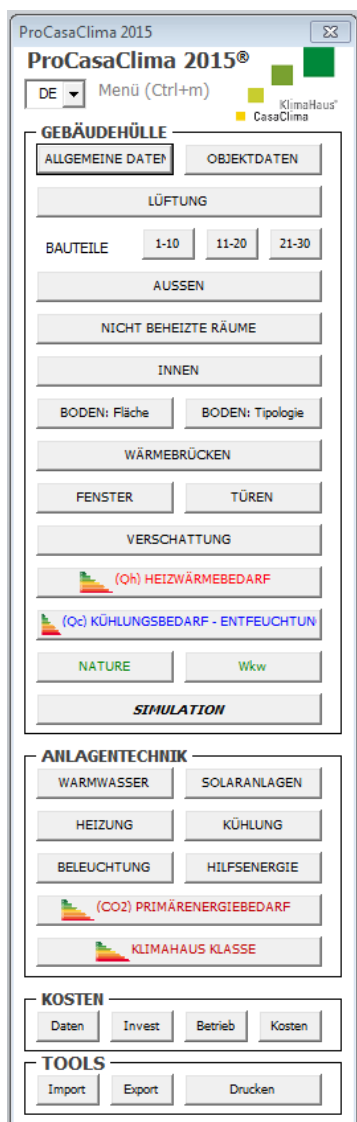 ProCasaClima 2015
ProCasaClima 2015®
DE Menü (Ctrl+m)
KlimaHaus®
CasaClima
GEBÄUDEHÜLLE
ALLGEMEINE DATEN OBJEKTDATEN
LÜFTUNG
BAUTEILE 1-10 11-20 21-30
AUSSEN
NICHT BEHEIZTE RÄUME
INNEN
BODEN: Fläche BODEN: Tipologie
WÄRMEBRÜCKEN
FENSTER TÜREN
VERSCHATTUNG
(Qh) HEIZWÄRMEBEDARF
(Qc) KÜHLUNGSBEDARF - ENTFEUCHTUN
NATURE Wkw
SIMULATION
ANLAGENTECHNIK
WARMWASSER SOLARANLAGEN
HEIZUNG KÜHLUNG
BELEUCHTUNG HILFSENERGIE
(CO2) PRIMÄRENERGIEBEDARF
KLIMAHAUS KLASSE
KOSTEN
Daten Invest Betrieb Kosten
TOOLS
Import Export Drucken